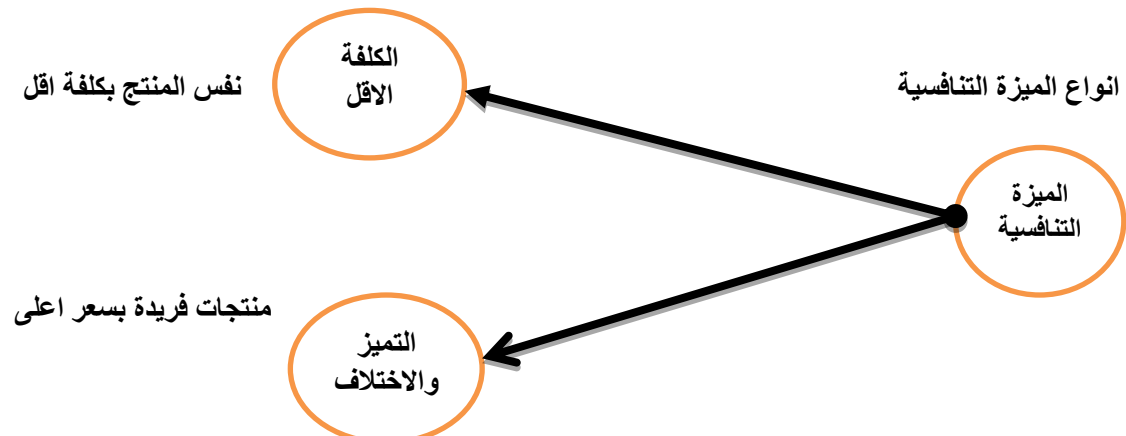 انواع الميزة التنافسية
الكلفة
الاقل
نفس المنتج بكلفة اقل
الميزة
التنافسية
منتجات فريدة بسعر اعلى
التميز
والاختلاف